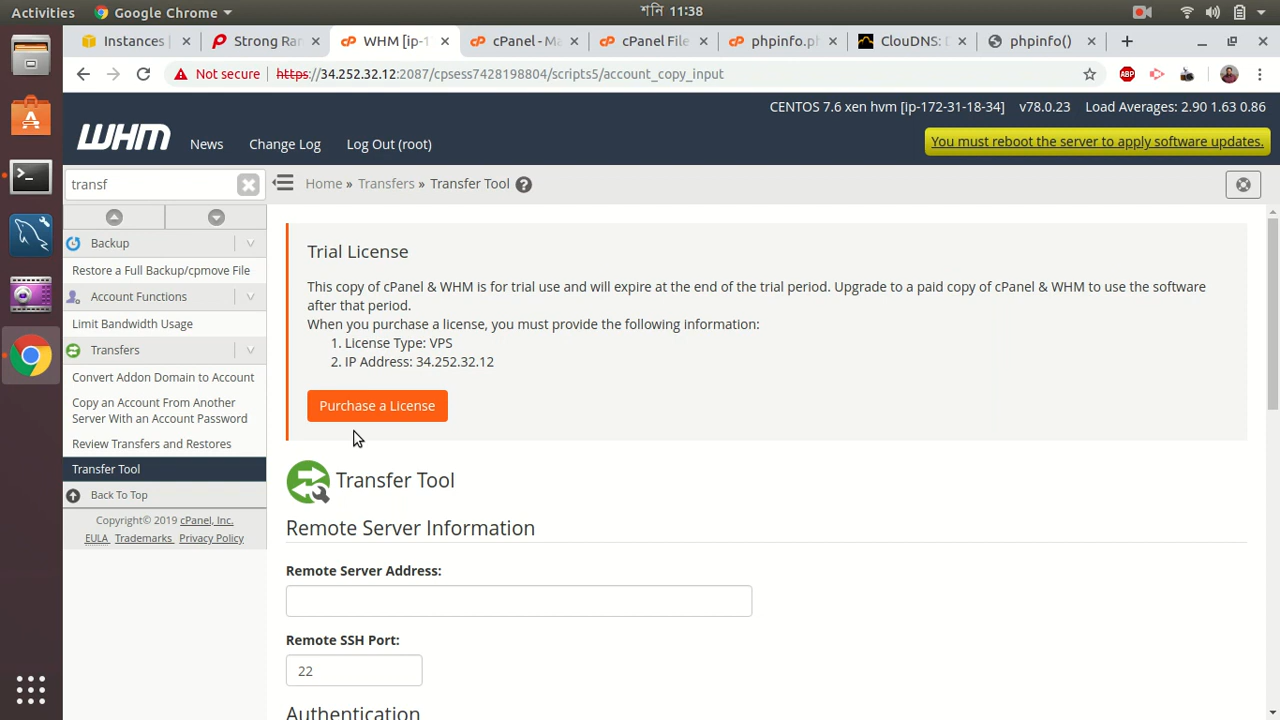 Activities
Google Chrome
শনি 11:38
Instances
Strong Ra
WHM [ip-1
cPanel - M
cPanel File
phpinfo.p
ClouDNS:
phpinfo()
Not secure
https://34.252.32.12:2087/cpsess7428198804/scripts5/account_copy_input
ABP
CENTOS 7.6 xen hvm [ip-172-31-18-34] v78.0.23 Load Averages: 2.90 1.63 0.86
WHM
News
Change Log
Log Out (root)
You must reboot the server to apply software updates.
transf
Home » Transfers » Transfer Tool
Backup
Restore a Full Backup/cpmove File
Account Functions
Limit Bandwidth Usage
Transfers
Convert Addon Domain to Account
Copy an Account From Another
Server With an Account Password
Review Transfers and Restores
Transfer Tool
Back To Top
Copyright© 2019 cPanel, Inc.
EULA Trademarks Privacy Policy
Trial License
This copy of cPanel & WHM is for trial use and will expire at the end of the trial period. Upgrade to a paid copy of cPanel & WHM to use the software
after that period.
When you purchase a license, you must provide the following information:
1. License Type: VPS
2. IP Address: 34.252.32.12
Purchase a License
Transfer Tool
Remote Server Information
Remote Server Address:
Remote SSH Port:
22
Authentication